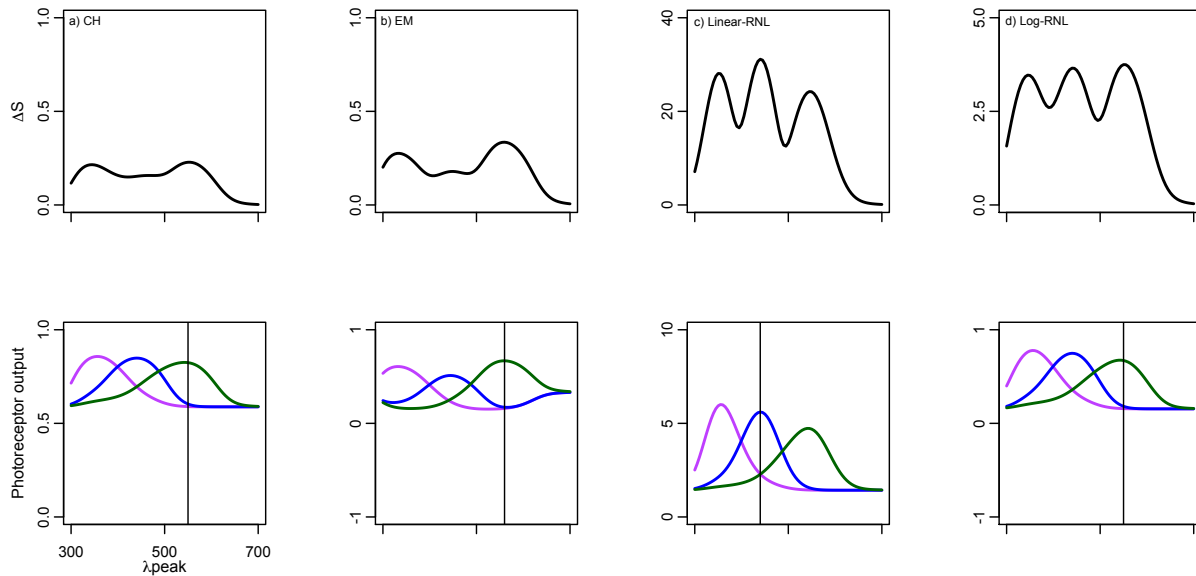 a) CH
b) EM
c) Linear-RNL
d) Log-RNL
ΔS
0.0 0.5 1.0
0.0 0.5 1.0
0 20 40
0.0 2.5 5.0
Photoreceptor output
0.0 0.5 1.0
-1 0 1
0 5 10
-1 0 1
300 500 700
λpeak